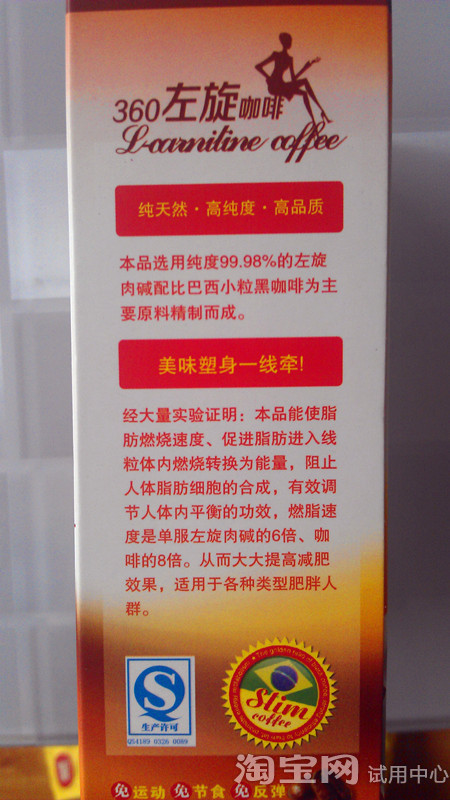 360左旋咖啡
L-carnitine coffee
纯天然·高纯度·高品质
本品选用纯度99.98%的左旋
肉碱配比巴西小粒黑咖啡为主
要原料精制而成。
美味塑身一线牵!
经大量实验证明：本品能使脂
肪燃烧速度、促进脂肪进入线
粒体内燃烧转换为能量，阻止
人体脂肪细胞的合成，有效调
节人体内平衡的功效，燃脂速
度是单服左旋肉碱的6倍、咖
啡的8倍。从而大大提高减肥
效果，适用于各种类型肥胖人
群。
S
生产许可
QS4189 0326 0089
Slim
coffee
免运动 免节食 免反弹
淘宝网 试用中心